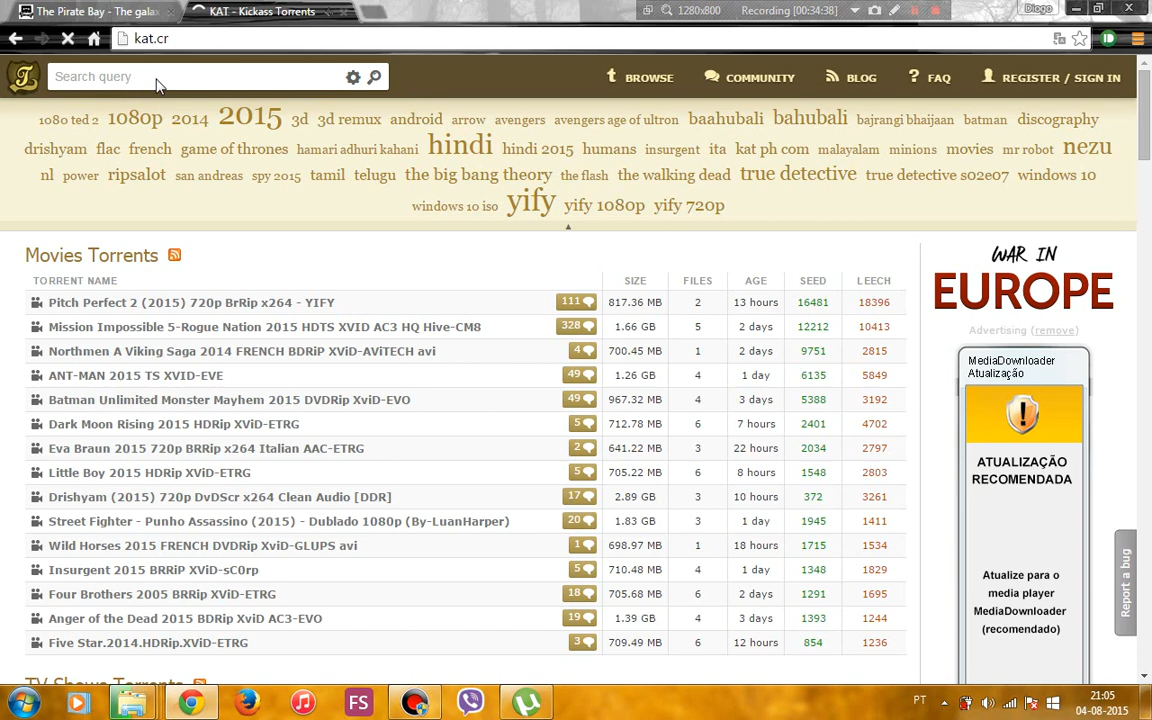 The Pirate Bay - The galax
KAT - Kickass Torrents
1280x800
Recording [00:34:38]
Diogo
kat.cr
Search query
BROWSE
COMMUNITY
BLOG
FAQ
REGISTER / SIGN IN
1080 ted 2 1080p 2014 2015 3d 3d remux android arrow avengers avengers age of ultron baahubali bahubali bajrangi bhaijaan batman discography
drishyam flac french game of thrones hamari adhuri kahani hindi hindi 2015 humans insurgent ita kat ph com malayalam minions movies mr robot nezu
nl power ripsalot san andreas spy 2015 tamil telugu the big bang theory the flash the walking dead true detective true detective s02e07 windows 10
windows 10 iso yify yify 1080p yify 720p
Movies Torrents
TORRENT NAME SIZE FILES AGE SEED LEECH
Pitch Perfect 2 (2015) 720p BrRip x264 - YIFY 111 817.36 MB 2 13 hours 16481 18396
Mission Impossible 5-Rogue Nation 2015 HDTS XVID AC3 HQ Hive-CM8 328 1.66 GB 5 2 days 12212 10413
Northmen A Viking Saga 2014 FRENCH BDRiP XViD-AViTECH avi 4 700.45 MB 1 2 days 9751 2815
ANT-MAN 2015 TS XVID-EVE 49 1.26 GB 4 1 day 6135 5849
Batman Unlimited Monster Mayhem 2015 DVDRip XviD-EVO 49 967.32 MB 4 3 days 5388 3192
Dark Moon Rising 2015 HDRip XViD-ETRG 5 712.78 MB 6 7 hours 2401 4702
Eva Braun 2015 720p BRRip x264 Italian AAC-ETRG 2 641.22 MB 3 22 hours 2034 2797
Little Boy 2015 HDRip XViD-ETRG 5 705.22 MB 6 8 hours 1548 2803
Drishyam (2015) 720p DvDScr x264 Clean Audio [DDR] 17 2.89 GB 3 10 hours 372 3261
Street Fighter - Punho Assassino (2015) - Dublado 1080p (By-LuanHarper) 20 1.83 GB 3 1 day 1945 1411
Wild Horses 2015 FRENCH DVDRip XviD-GLUPS avi 1 698.97 MB 1 18 hours 1715 1534
Insurgent 2015 BRRiP XViD-sC0rp 5 710.48 MB 4 1 day 1348 1829
Four Brothers 2005 BRRip XViD-ETRG 18 705.68 MB 6 2 days 1291 1695
Anger of the Dead 2015 BDRip XviD AC3-EVO 19 1.39 GB 4 3 days 1393 1244
Five Star.2014.HDRip.XViD-ETRG 3 709.49 MB 6 12 hours 854 1236
TV Shows Torrents
WAR IN
EUROPE
Advertising (remove)
MediaDownloader
Atualização
ATUALIZAÇÃO
RECOMENDADA
Atualize para o
media player
MediaDownloader
(recomendado)
Report a bug
FS
PT
21:05
04-08-2015